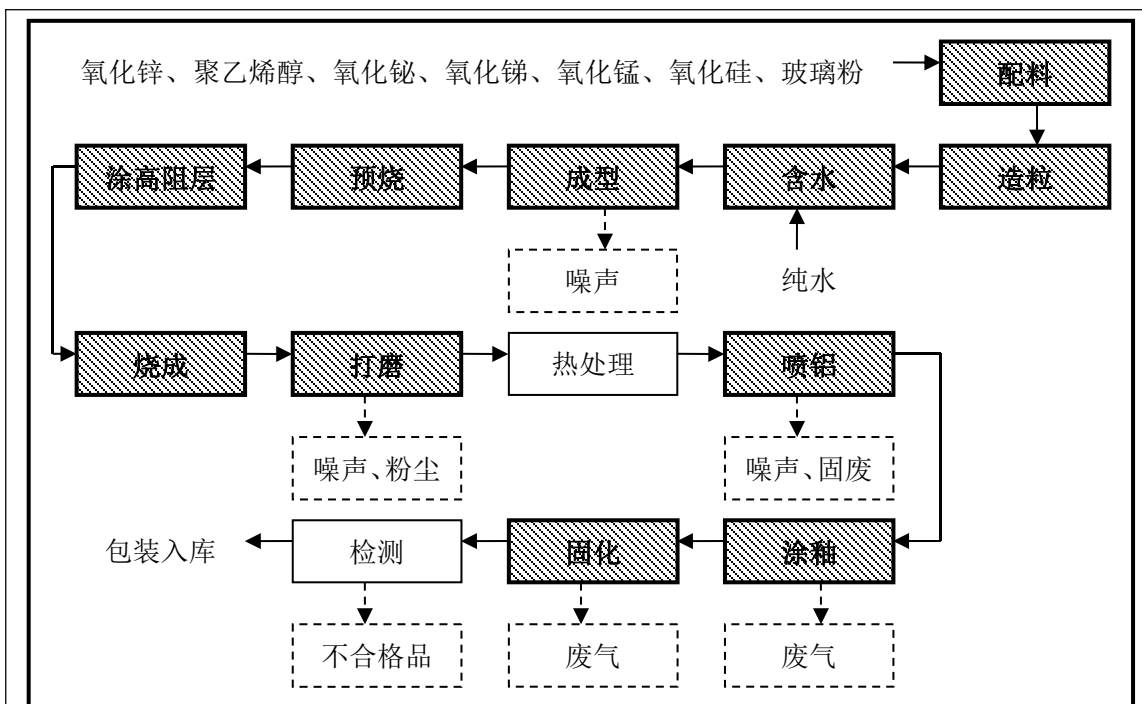 氧化锌、聚乙烯醇、氧化铋、氧化锑、氧化锰、氧化硅、玻璃粉
配料
涂高阻层
预烧
成型
含水
造粒
噪声
纯水
烧成
打磨
热处理
喷铝
噪声、粉尘
噪声、固废
包装入库
检测
固化
涂釉
不合格品
废气
废气